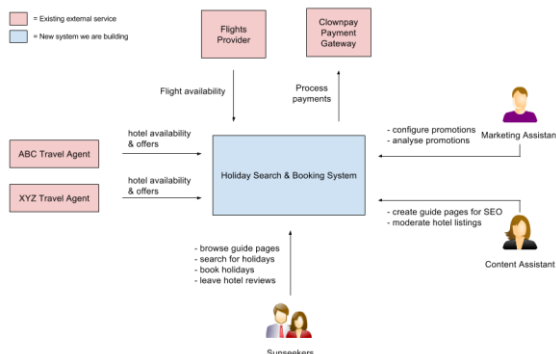 = Existing external service
= New system we are building
Flights
Provider
Clownpay
Payment
Gateway
Flight availability
Process
payments
hotel availability
& offers
ABC Travel Agent
hotel availability
& offers
XYZ Travel Agent
Holiday Search & Booking System
- configure promotions
- analyse promotions
Marketing Assistant
- create guide pages for SEO
- moderate hotel listings
Content Assistant
- browse guide pages
- search for holidays
- book holidays
- leave hotel reviews
Sunseekers